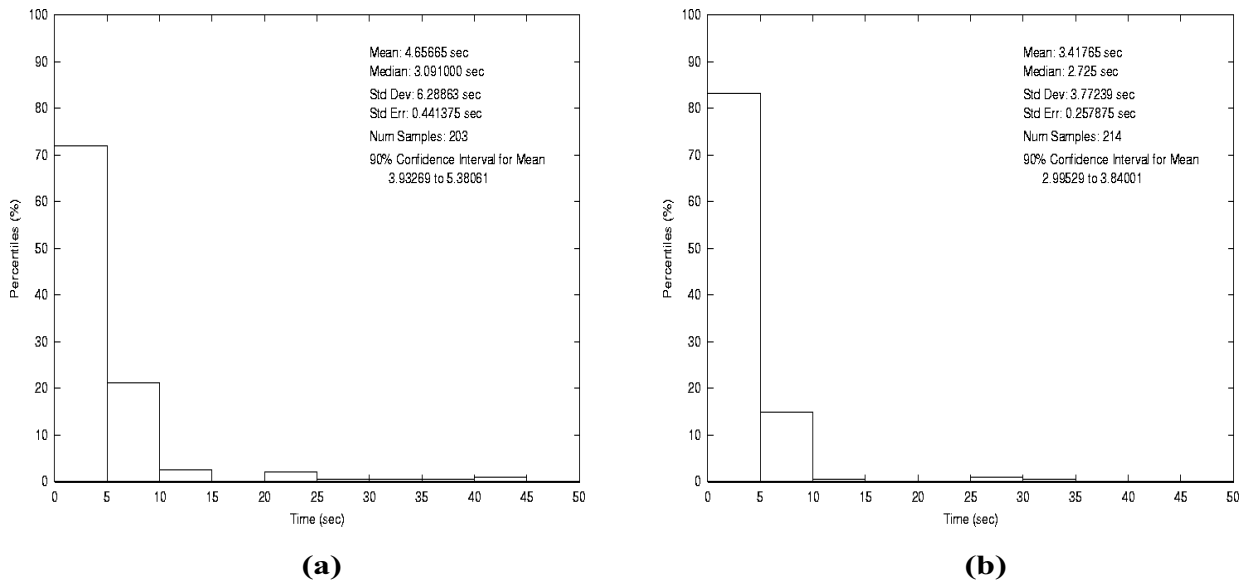 100
90
80
70
60
50
40
30
20
10
0
Percentiles (%)
Mean: 4.65665 sec
Median: 3.091000 sec
Std Dev: 6.28863 sec
Std Err: 0.441375 sec
Num Samples: 203
90% Confidence Interval for Mean
3.93269 to 5.38061
0 5 10 15 20 25 30 35 40 45 50
Time (sec)
(a)
100
90
80
70
60
50
40
30
20
10
0
Percentiles (%)
Mean: 3.41765 sec
Median: 2.725 sec
Std Dev: 3.77239 sec
Std Err: 0.257875 sec
Num Samples: 214
90% Confidence Interval for Mean
2.99529 to 3.84001
0 5 10 15 20 25 30 35 40 45 50
Time (sec)
(b)